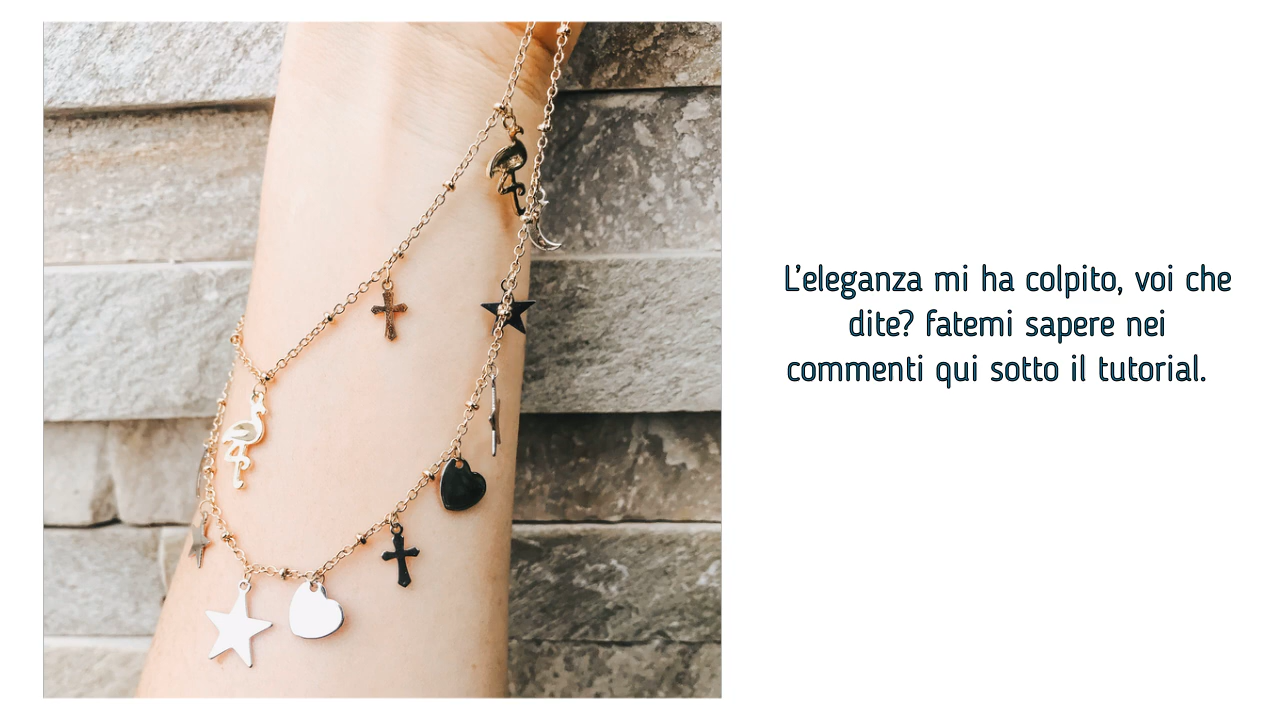 L’eleganza mi ha colpito, voi che
dite? fatemi sapere nei
commenti qui sotto il tutorial.